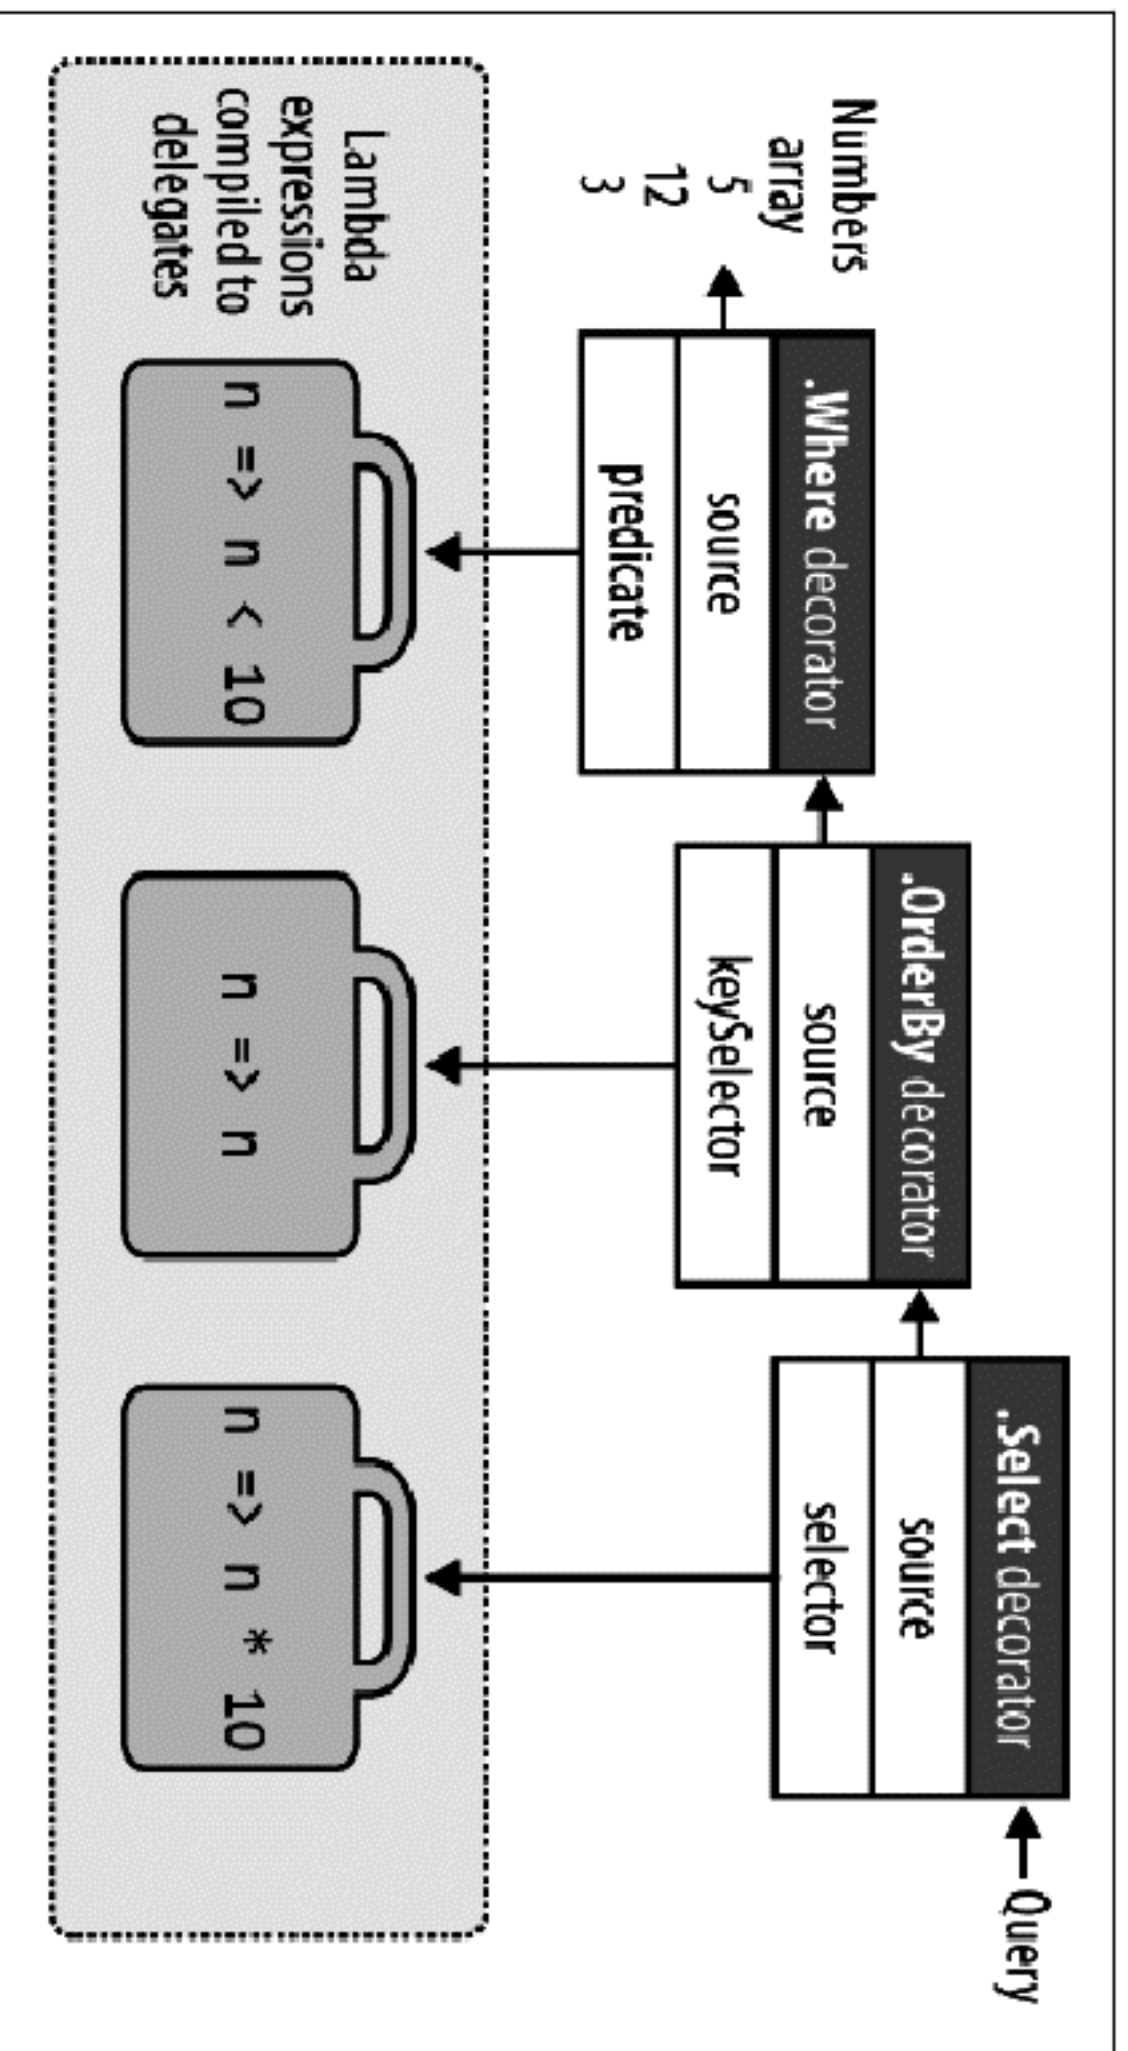 Numbers
array
5
12
3
.Where decorator
source
predicate
.OrderBy decorator
source
keySelector
.Select decorator
source
selector
Query
Lambda
expressions
compiled to
delegates
n => n < 10
n => n
n => n * 10